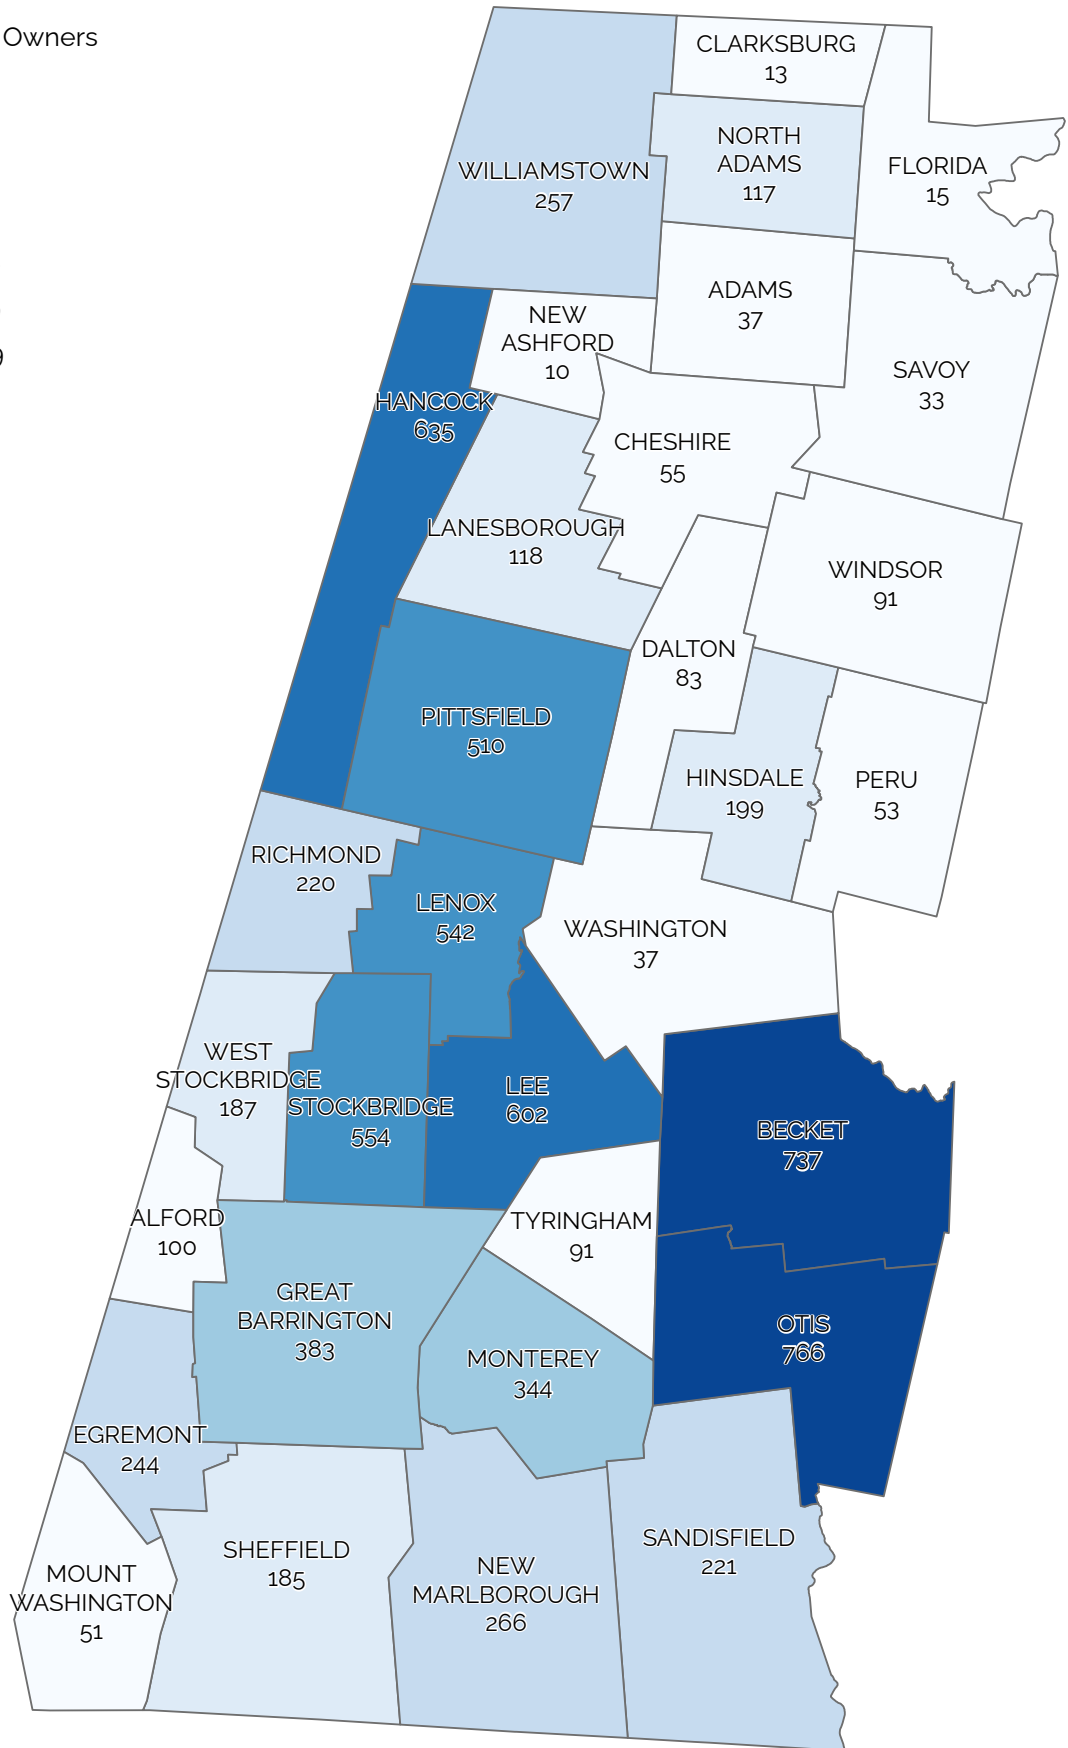 Owners
CLARKSBURG
13
NORTH
ADAMS
117
WILLIAMSTOWN
257
FLORIDA
15
ADAMS
37
NEW
ASHFORD
10
SAVOY
33
HANCOCK
635
CHESHIRE
55
LANESBOROUGH
118
WINDSOR
91
DALTON
83
PITTSFIELD
510
HINSDALE
199
PERU
53
RICHMOND
220
LENOX
542
WASHINGTON
37
WEST
STOCKBRIDGE
187
STOCKBRIDGE
554
LEE
602
BECKET
737
ALFORD
100
TYRINGHAM
91
GREAT
BARRINGTON
383
OTIS
766
MONTEREY
344
EGREMONT
244
SHEFFIELD
185
SANDISFIELD
221
MOUNT
WASHINGTON
51
NEW
MARLBOROUGH
266